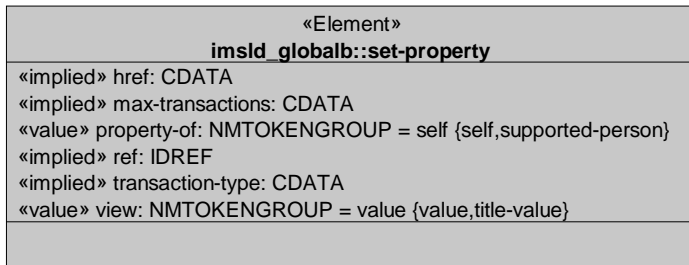 «Element»
imsld_globalb::set-property
«implied» href: CDATA
«implied» max-transactions: CDATA
«value» property-of: NMTOKENGROUP = self {self,supported-person}
«implied» ref: IDREF
«implied» transaction-type: CDATA
«value» view: NMTOKENGROUP = value {value,title-value}